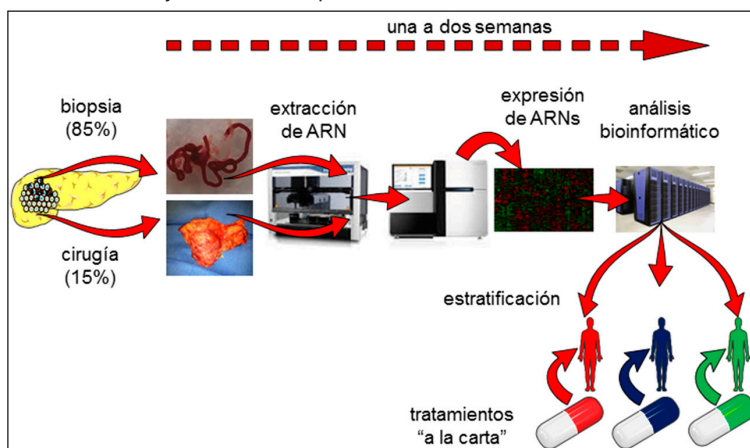 una a dos semanas
biopsia
(85%)
extracción
de ARN
expresión
de ARNs
análisis
bioinformático
cirugía
(15%)
estratificación
tratamientos
“a la carta”